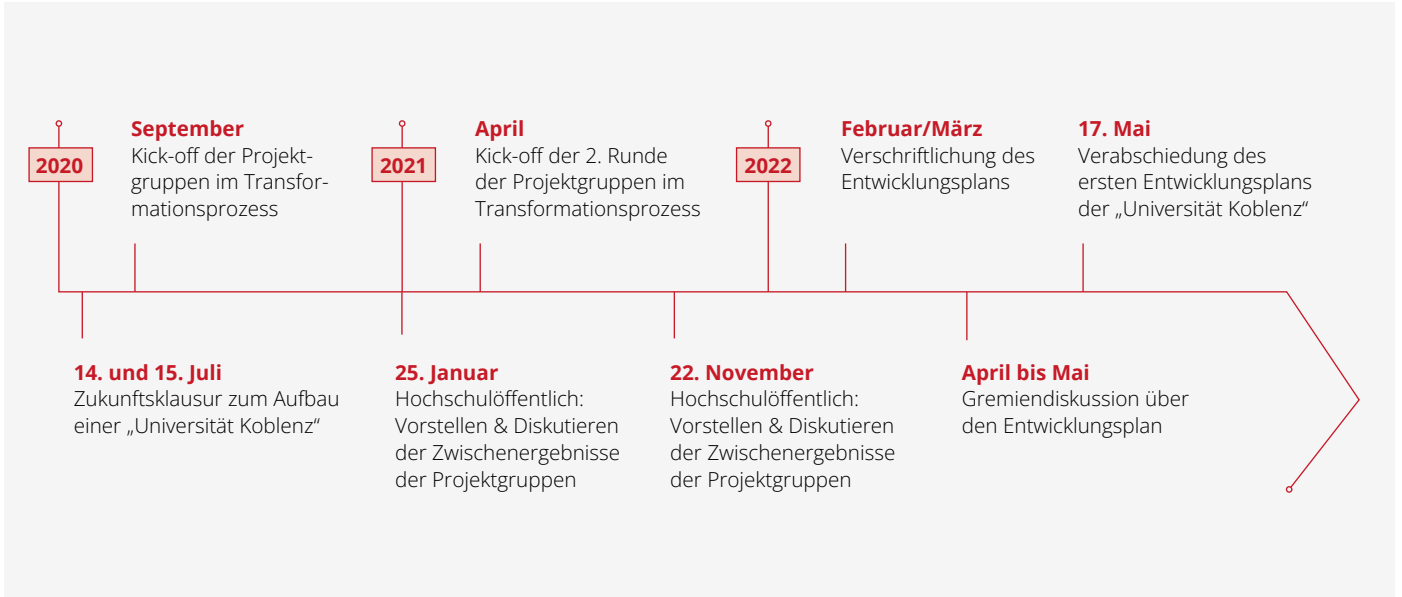 2020
September
Kick-off der Projekt-
gruppen im Transfor-
mationsprozess
2021
April
Kick-off der 2. Runde
der Projektgruppen im
Transformationsprozess
2022
Februar/März
Verschriftlichung des
Entwicklungsplans
17. Mai
Verabschiedung des
ersten Entwicklungsplans
der „Universität Koblenz“
14. und 15. Juli
Zukunftsklausur zum Aufbau
einer „Universität Koblenz“
25. Januar
Hochschulöffentlich:
Vorstellen & Diskutieren
der Zwischenergebnisse
der Projektgruppen
22. November
Hochschulöffentlich:
Vorstellen & Diskutieren
der Zwischenergebnisse
der Projektgruppen
April bis Mai
Gremiendiskussion über
den Entwicklungsplan